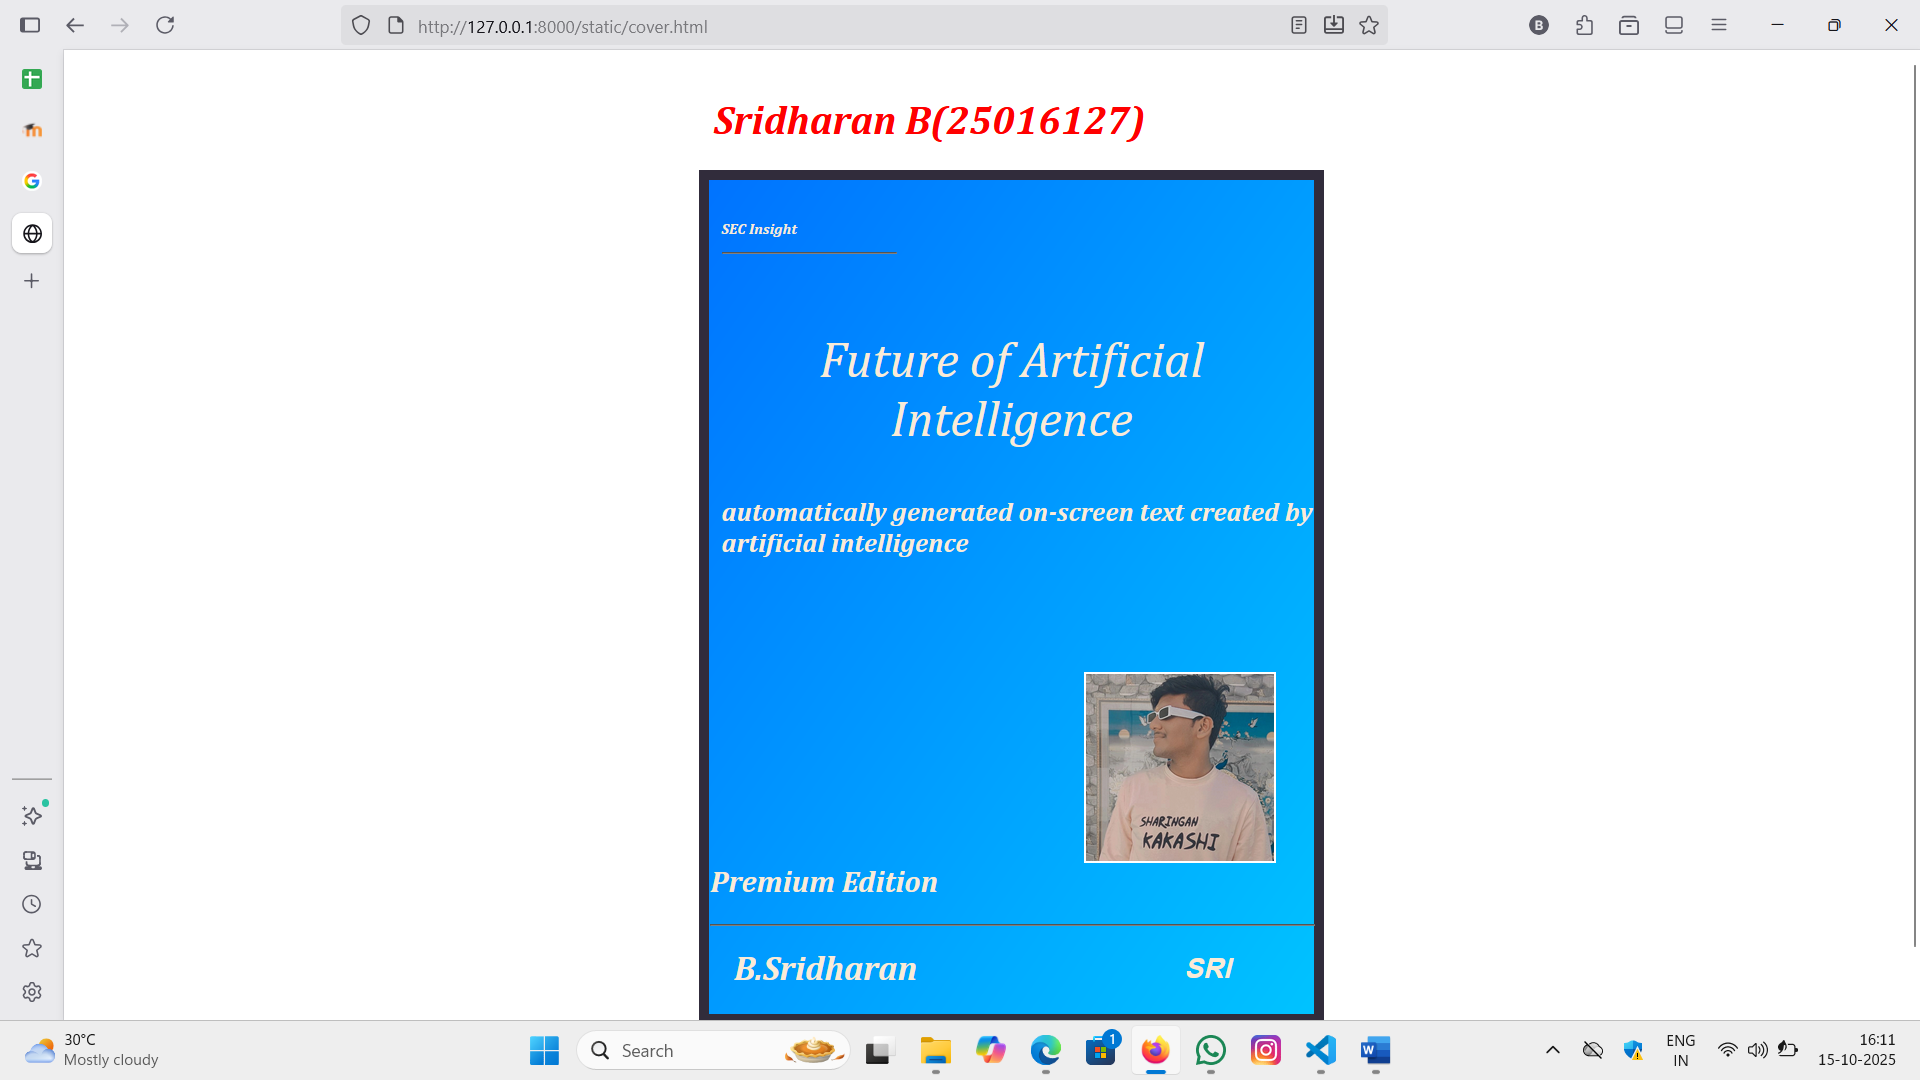 http://127.0.0.1:8000/static/cover.html
Sridharan B(25016127)
SEC Insight
Future of Artificial
Intelligence
automatically generated on-screen text created by
artificial intelligence
SHARINGAN
KAKASHI
Premium Edition
B.Sridharan
SRI
30°C
Mostly cloudy
Search
1
ENG
IN
16:11
15-10-2025